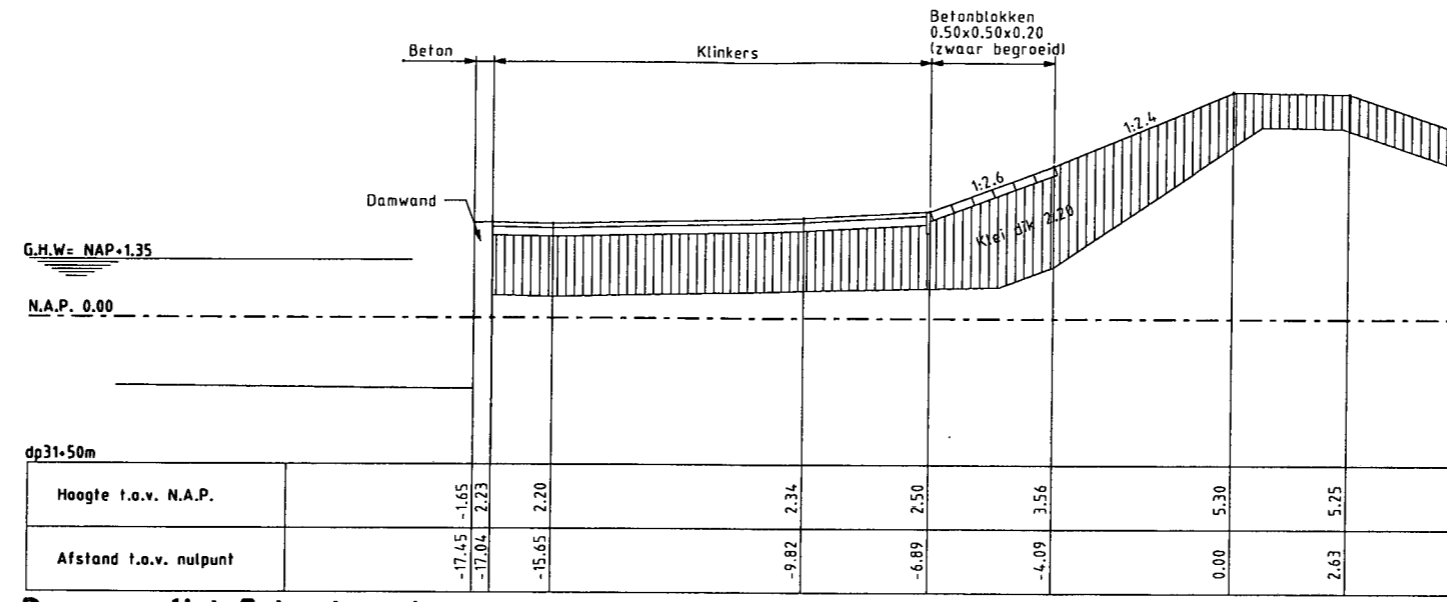 Betonblokken
0.50x0.50x0.20
(zwaar begroeid)
Beton
Klinkers
1:2.4
1:2.6
Damwand
Klei dik 2.20
G.H.W= NAP+1.35
N.A.P. 0.00
dp31+50m
Hoogte t.o.v. N.A.P. -1.65 2.23 2.20 2.34 2.50 3.56 5.30 5.25
Afstand t.o.v. nulpunt -17.45 -17.04 -15.65 -9.82 -6.89 -4.09 0.00 2.63